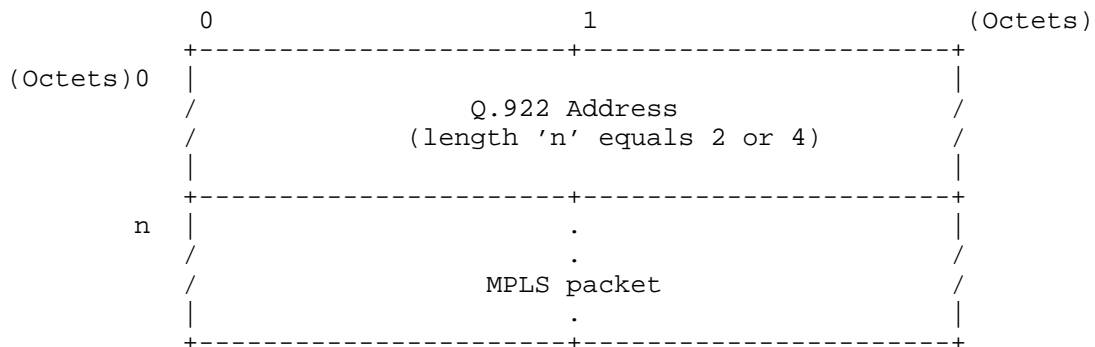 0                       1                       (Octets)
+-----------------------+-----------------------+
(Octets)0  |                                               |
/                 Q.922 Address                 /
/             (length 'n' equals 2 or 4)        /
|                                               |
+-----------------------+-----------------------+
n  |                       .                       |
/                       .                       /
/                  MPLS packet                  /
|                       .                       |
+-----------------------+-----------------------+